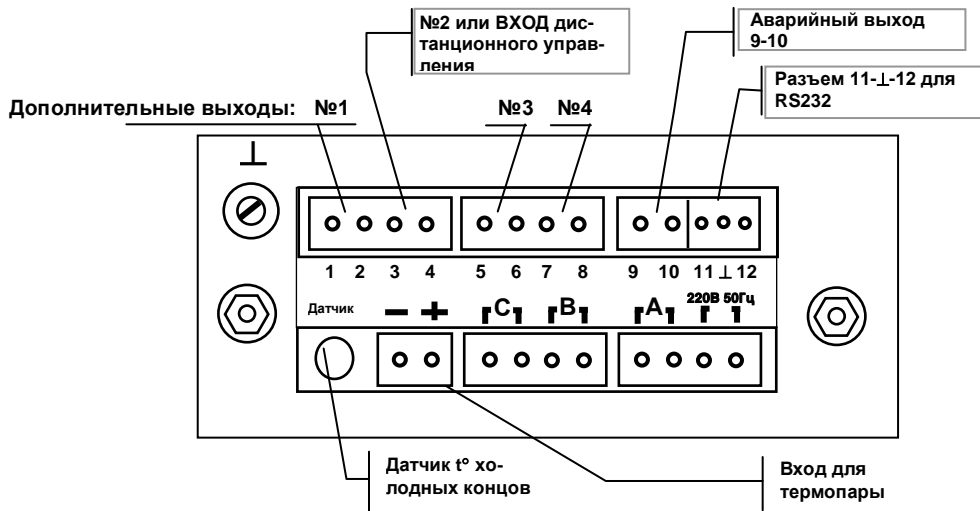 №2 или ВХОД дис-
танционного управ-
ления
Аварийный выход
9-10
Разъем 11-⊥-12 для
RS232
Дополнительные выходы: №1 №3 №4
⊥
1 2 3 4 5 6 7 8 9 10 11 ⊥ 12
Датчик − + С В А 220В 50Гц
Датчик t° хо-
лодных концов
Вход для
термопары